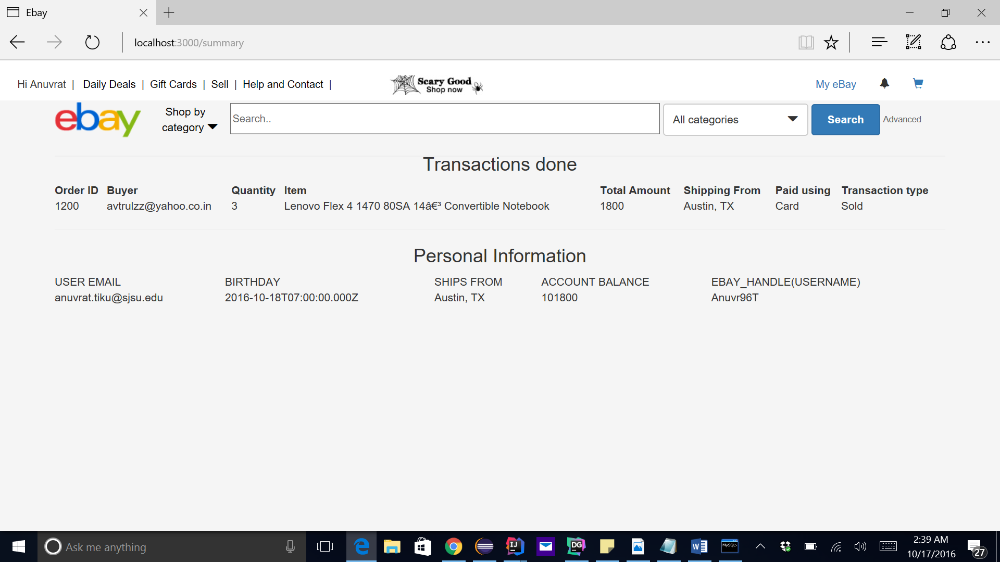 Ebay
localhost:3000/summary
Hi Anuvrat | Daily Deals | Gift Cards | Sell | Help and Contact |
Scary Good
Shop now
My eBay
ebay
Shop by
category
Search..
All categories
Search
Advanced
Transactions done
Order ID Buyer Quantity Item Total Amount Shipping From Paid using Transaction type
1200 avtrulzz@yahoo.co.in 3 Lenovo Flex 4 1470 80SA 14â€³ Convertible Notebook 1800 Austin, TX Card Sold
Personal Information
USER EMAIL BIRTHDAY SHIPS FROM ACCOUNT BALANCE EBAY_HANDLE(USERNAME)
anuvrat.tiku@sjsu.edu 2016-10-18T07:00:00.000Z Austin, TX 101800 Anuvr96T
Ask me anything
IJ
DG
MySQL
2:39 AM
10/17/2016
27